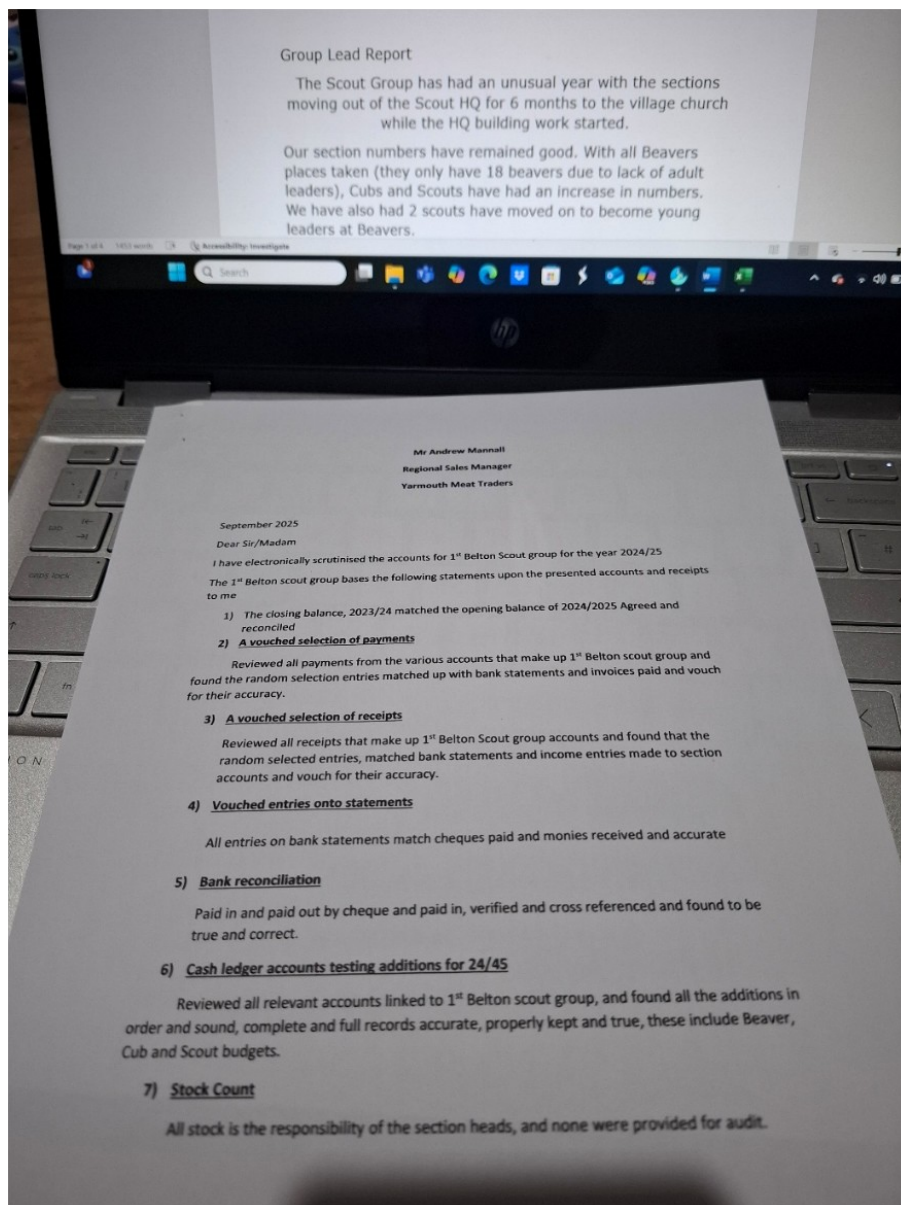 Group Lead Report
The Scout Group has had an unusual year with the sections
moving out of the Scout HQ for 6 months to the village church
while the HQ building work started.
Our section numbers have remained good. With all Beavers
places taken (they only have 18 beavers due to lack of adult
leaders), Cubs and Scouts have had an increase in numbers.
We have also had 2 scouts have moved on to become young
leaders at Beavers.
Page 1 of 4 1453 words Accessibility: Investigate
Search
hp
Mr Andrew Mannall
Regional Sales Manager
Yarmouth Meat Traders
September 2025
Dear Sir/Madam
I have electronically scrutinised the accounts for 1st Belton Scout group for the year 2024/25
The 1st Belton scout group bases the following statements upon the presented accounts and receipts
to me
1) The closing balance, 2023/24 matched the opening balance of 2024/2025 Agreed and
reconciled
2) A vouched selection of payments
Reviewed all payments from the various accounts that make up 1st Belton scout group and
found the random selection entries matched up with bank statements and invoices paid and vouch
for their accuracy.
3) A vouched selection of receipts
Reviewed all receipts that make up 1st Belton Scout group accounts and found that the
random selected entries, matched bank statements and income entries made to section
accounts and vouch for their accuracy.
4) Vouched entries onto statements
All entries on bank statements match cheques paid and monies received and accurate
5) Bank reconciliation
Paid in and paid out by cheque and paid in, verified and cross referenced and found to be
true and correct.
6) Cash ledger accounts testing additions for 24/45
Reviewed all relevant accounts linked to 1st Belton scout group, and found all the additions in
order and sound, complete and full records accurate, properly kept and true, these include Beaver,
Cub and Scout budgets.
7) Stock Count
All stock is the responsibility of the section heads, and none were provided for audit.
tab
caps lock
fn